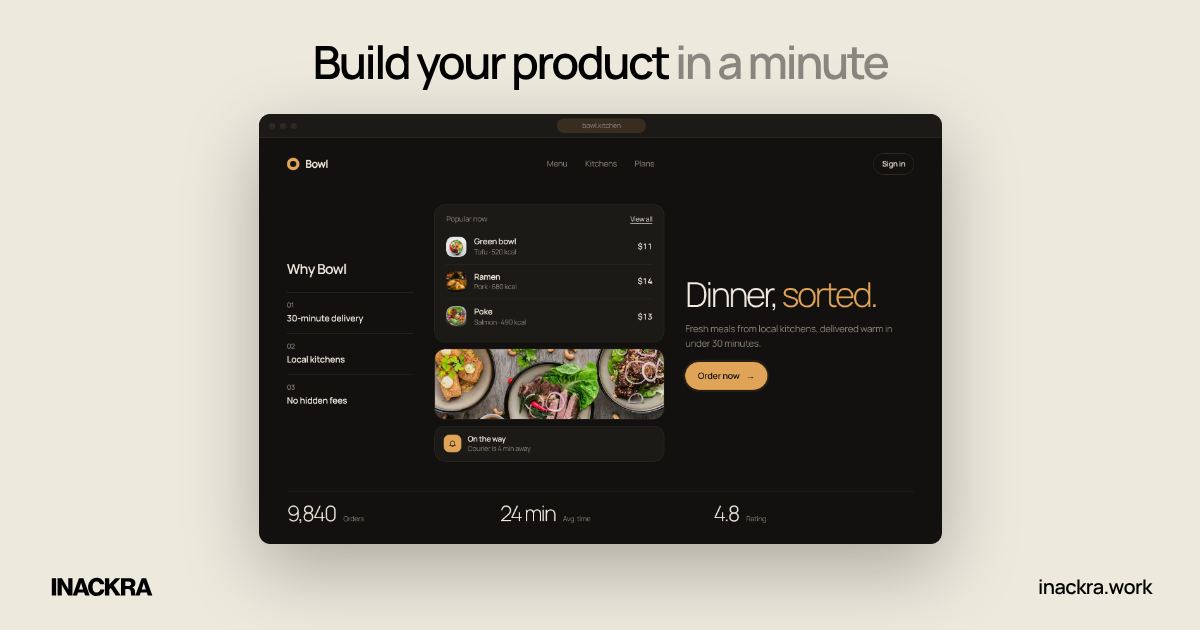 Build your product in a minute
bowl.kitchen
Bowl
Menu Kitchens Plans
Sign in
Why Bowl
01
30-minute delivery
02
Local kitchens
03
No hidden fees
Popular now View all
Green bowl
Tofu · 520 kcal
$11
Ramen
Pork · 680 kcal
$14
Poke
Salmon · 490 kcal
$13
On the way
Courier is 4 min away
Dinner, sorted.
Fresh meals from local kitchens, delivered warm in
under 30 minutes.
Order now →
9,840 Orders
24 min Avg. time
4.8 Rating
INACKRA
inackra.work